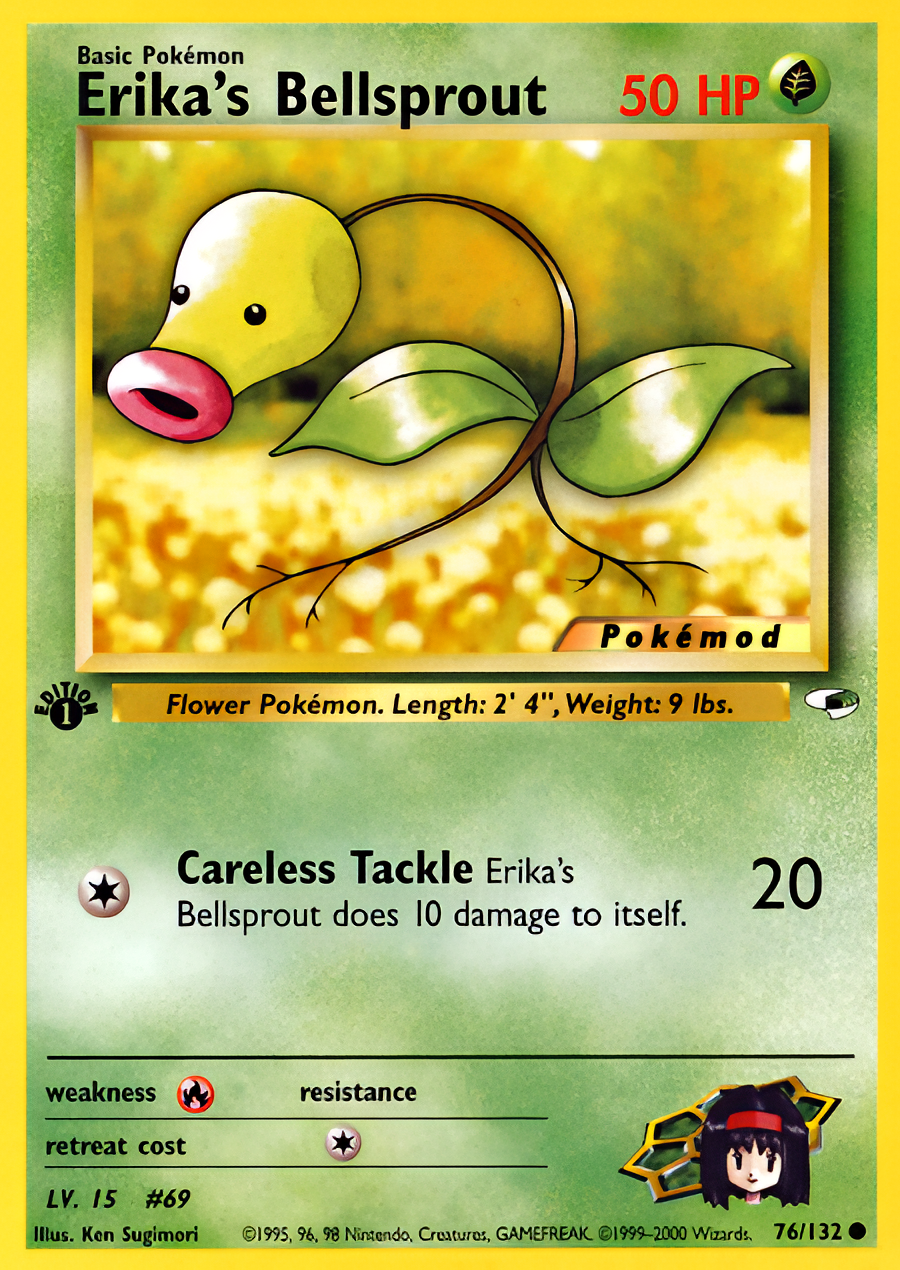 Basic Pokémon
Erika's Bellsprout 50 HP
Pokémod
EDITION
1
Flower Pokémon. Length: 2' 4", Weight: 9 lbs.
Careless Tackle Erika's
Bellsprout does 10 damage to itself. 20
weakness resistance
retreat cost
LV. 15 #69
Illus. Ken Sugimori ©1995, 96, 98 Nintendo, Creatures, GAMEFREAK. ©1999–2000 Wizards. 76/132